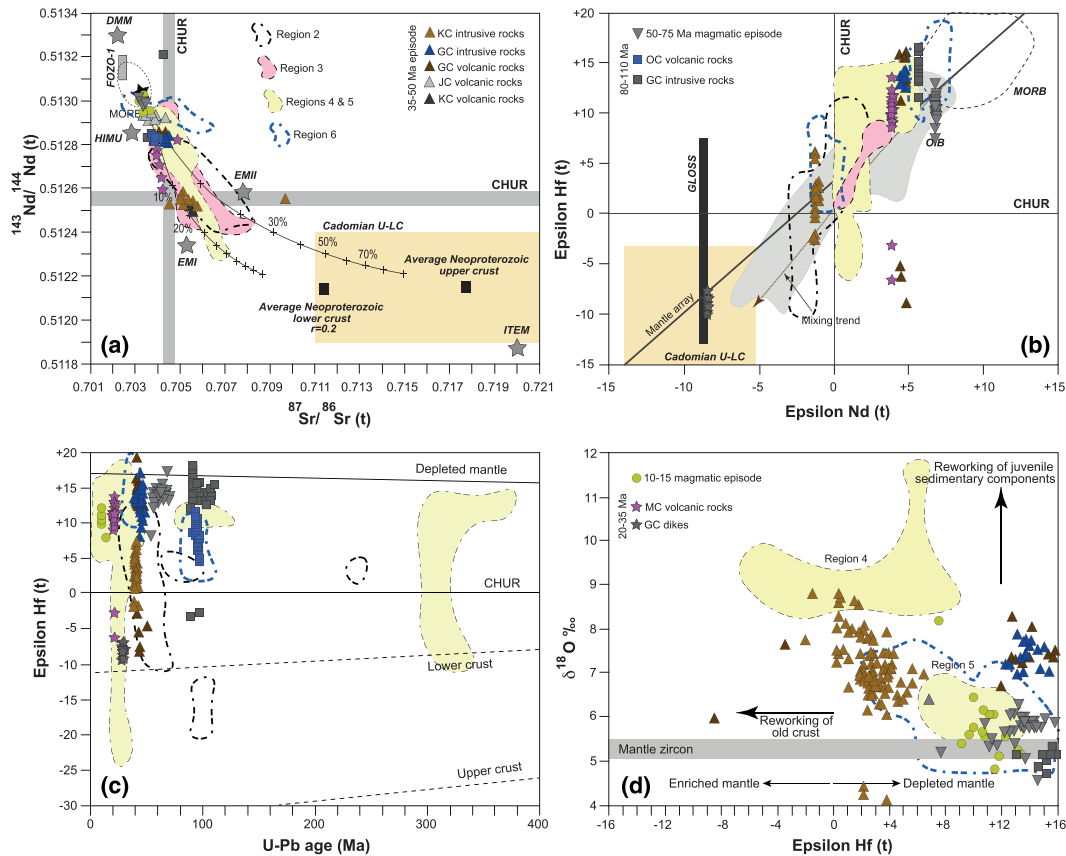 0.5134
0.5133
0.5130
0.5129
0.5128
0.5126
0.5124
0.5122
0.5120
0.5118
143Nd/ 144Nd (t)
DMM
FOZO-1
MORB
HIMU
CHUR
Region 2
Region 3
Regions 4 & 5
Region 6
35-50 Ma episode
KC intrusive rocks
GC intrusive rocks
GC volcanic rocks
JC volcanic rocks
KC volcanic rocks
EMII
CHUR
10%
20%
30%
50%
70%
EMI
Cadomian U-LC
Average Neoproterozoic
upper crust
Average Neoproterozoic
lower crust
r=0.2
ITEM
(a)
0.701
0.703
0.705
0.707
0.709
0.711
0.713
0.715
0.717
0.719
0.721
87Sr/ 86Sr (t)
+20
+15
+10
+5
0
-5
-10
-15
Epsilon Hf (t)
80-110 Ma
50-75 Ma magmatic episode
OC volcanic rocks
GC intrusive rocks
CHUR
MORB
OIB
GLOSS
CHUR
Mantle array
Mixing trend
Cadomian U-LC
(b)
-15
-10
-5
0
+5
+10
+15
Epsilon Nd (t)
+20
+15
+10
+5
0
-5
-10
-15
-20
-25
-30
Epsilon Hf (t)
Depleted mantle
CHUR
Lower crust
Upper crust
(c)
0
100
200
300
400
U-Pb age (Ma)
12
11
10
9
8
7
6
5
4
δ18O ‰
10-15 magmatic episode
20-35 Ma
MC volcanic rocks
GC dikes
Reworking of juvenile
sedimentary components
Region 4
Region 5
Reworking of
old crust
Mantle zircon
Enriched mantle
Depleted mantle
(d)
-16
-12
-8
-4
0
+4
+8
+12
+16
Epsilon Hf (t)